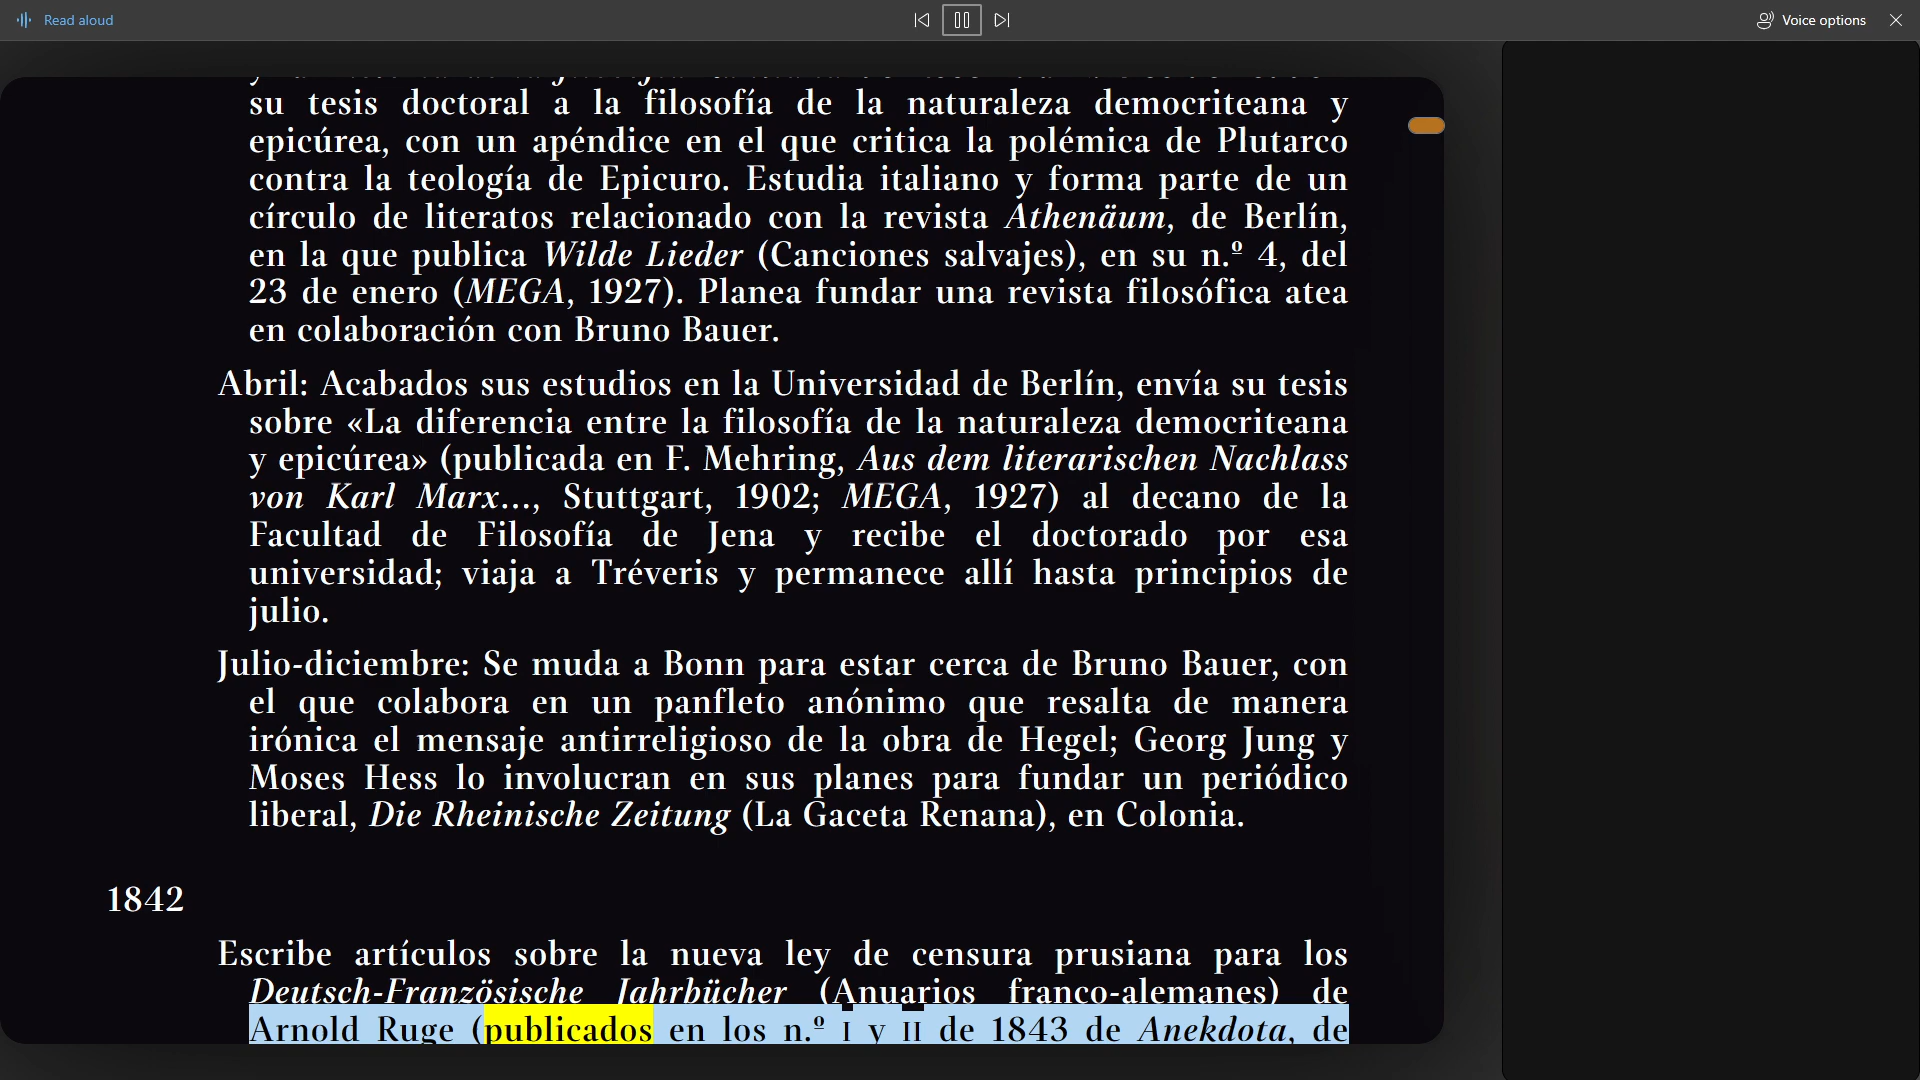 Read aloud
Voice options
su tesis doctoral a la filosofía de la naturaleza democriteana y
epicúrea, con un apéndice en el que critica la polémica de Plutarco
contra la teología de Epicuro. Estudia italiano y forma parte de un
círculo de literatos relacionado con la revista Athenäum, de Berlín,
en la que publica Wilde Lieder (Canciones salvajes), en su n.º 4, del
23 de enero (MEGA, 1927). Planea fundar una revista filosófica atea
en colaboración con Bruno Bauer.
Abril: Acabados sus estudios en la Universidad de Berlín, envía su tesis
sobre «La diferencia entre la filosofía de la naturaleza democriteana
y epicúrea» (publicada en F. Mehring, Aus dem literarischen Nachlass
von Karl Marx..., Stuttgart, 1902; MEGA, 1927) al decano de la
Facultad de Filosofía de Jena y recibe el doctorado por esa
universidad; viaja a Tréveris y permanece allí hasta principios de
julio.
Julio-diciembre: Se muda a Bonn para estar cerca de Bruno Bauer, con
el que colabora en un panfleto anónimo que resalta de manera
irónica el mensaje antirreligioso de la obra de Hegel; Georg Jung y
Moses Hess lo involucran en sus planes para fundar un periódico
liberal, Die Rheinische Zeitung (La Gaceta Renana), en Colonia.
1842
Escribe artículos sobre la nueva ley de censura prusiana para los
Deutsch-Französische Jahrbücher (Anuarios franco-alemanes) de
Arnold Ruge (publicados en los n.º I y II de 1843 de Anekdota, de